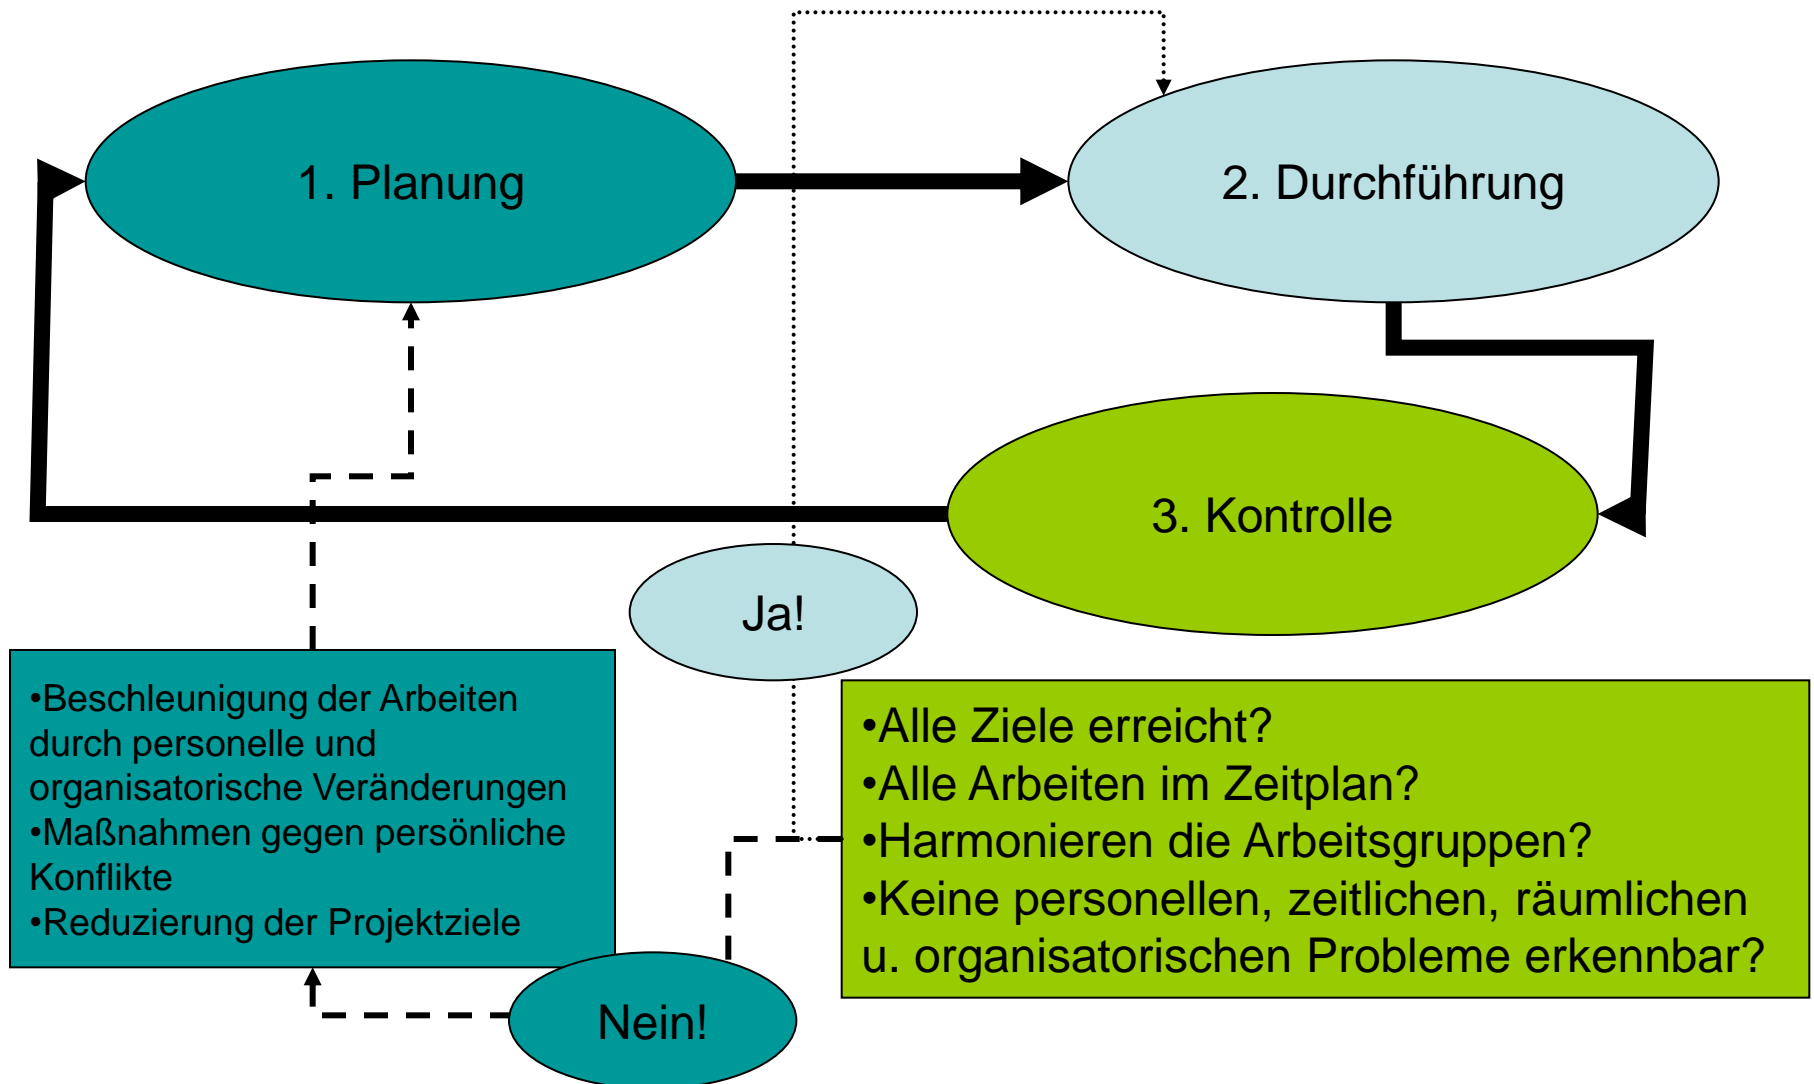 1. Planung
2. Durchführung
3. Kontrolle
Ja!
•Beschleunigung der Arbeiten
durch personelle und
organisatorische Veränderungen
•Maßnahmen gegen persönliche
Konflikte
•Reduzierung der Projektziele
•Alle Ziele erreicht?
•Alle Arbeiten im Zeitplan?
•Harmonieren die Arbeitsgruppen?
•Keine personellen, zeitlichen, räumlichen
u. organisatorischen Probleme erkennbar?
Nein!